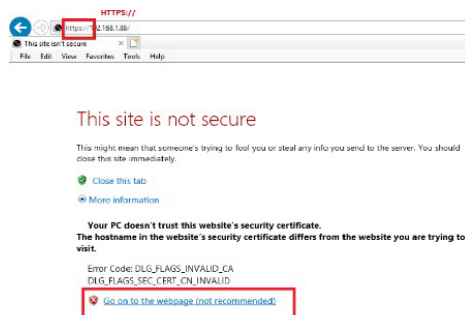 HTTPS://
https://192.168.1.88/
This site isn't secure
File Edit View Favorites Tools Help
This site is not secure
This might mean that someone's trying to fool you or steal any info you send to the server. You should
close this site immediately.
Close this tab
More information
Your PC doesn't trust this website's security certificate.
The hostname in the website's security certificate differs from the website you are trying to
visit.
Error Code: DLG_FLAGS_INVALID_CA
DLG_FLAGS_SEC_CERT_CN_INVALID
Go on to the webpage (not recommended)